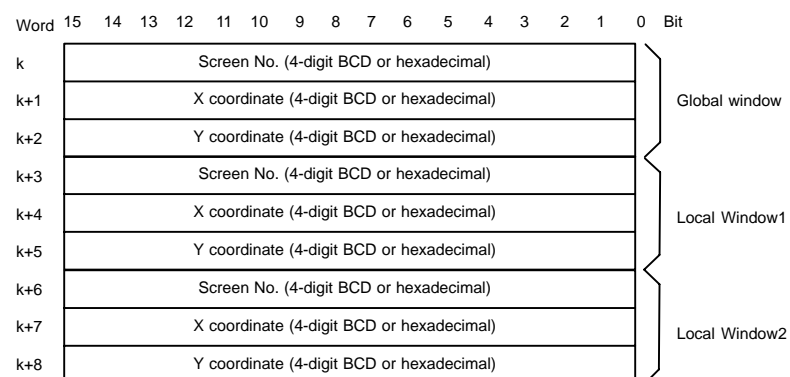 Word 15 14 13 12 11 10 9 8 7 6 5 4 3 2 1 0 Bit
k Screen No. (4-digit BCD or hexadecimal)
k+1 X coordinate (4-digit BCD or hexadecimal) Global window
k+2 Y coordinate (4-digit BCD or hexadecimal)
k+3 Screen No. (4-digit BCD or hexadecimal)
k+4 X coordinate (4-digit BCD or hexadecimal) Local Window1
k+5 Y coordinate (4-digit BCD or hexadecimal)
k+6 Screen No. (4-digit BCD or hexadecimal)
k+7 X coordinate (4-digit BCD or hexadecimal) Local Window2
k+8 Y coordinate (4-digit BCD or hexadecimal)